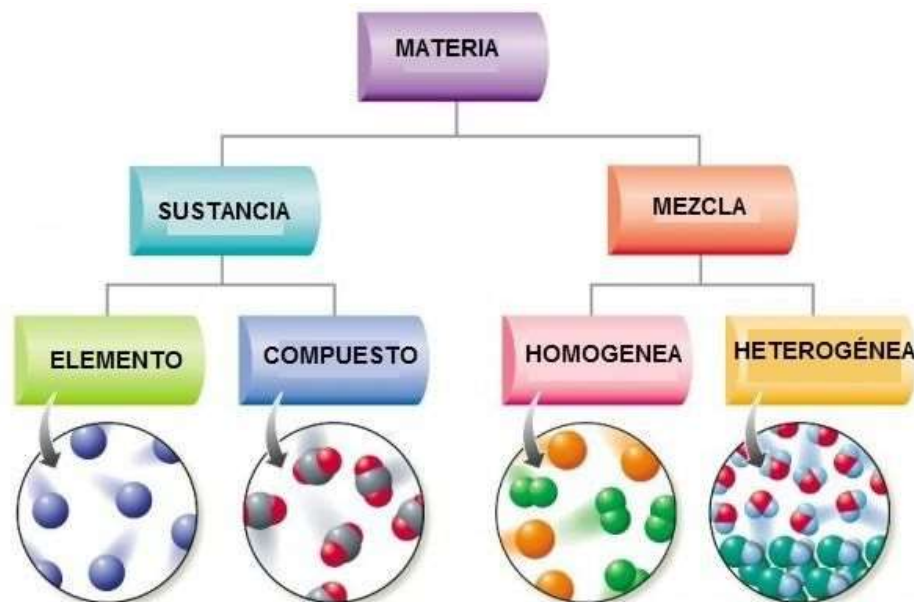 MATERIA
SUSTANCIA
MEZCLA
ELEMENTO
COMPUESTO
HOMOGENEA
HETEROGÉNEA